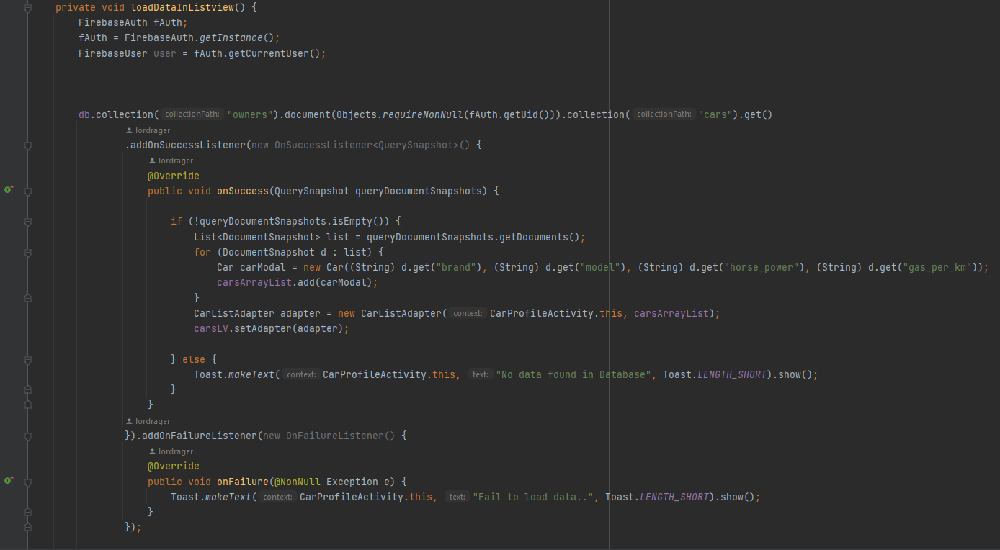 private void loadDataInListview() {
FirebaseAuth fAuth;
fAuth = FirebaseAuth.getInstance();
FirebaseUser user = fAuth.getCurrentUser();
db.collection( collectionPath: "owners").document(Objects.requireNonNull(fAuth.getUid())).collection( collectionPath: "cars").get()
lordrager
.addOnSuccessListener(new OnSuccessListener<QuerySnapshot>() {
lordrager
@Override
public void onSuccess(QuerySnapshot queryDocumentSnapshots) {
if (!queryDocumentSnapshots.isEmpty()) {
List<DocumentSnapshot> list = queryDocumentSnapshots.getDocuments();
for (DocumentSnapshot d : list) {
Car carModal = new Car((String) d.get("brand"), (String) d.get("model"), (String) d.get("horse_power"), (String) d.get("gas_per_km"));
carsArrayList.add(carModal);
}
CarListAdapter adapter = new CarListAdapter( context: CarProfileActivity.this, carsArrayList);
carsLV.setAdapter(adapter);
} else {
Toast.makeText( context: CarProfileActivity.this, text: "No data found in Database", Toast.LENGTH_SHORT).show();
}
}
lordrager
}).addOnFailureListener(new OnFailureListener() {
lordrager
@Override
public void onFailure(@NonNull Exception e) {
Toast.makeText( context: CarProfileActivity.this, text: "Fail to load data..", Toast.LENGTH_SHORT).show();
}
});